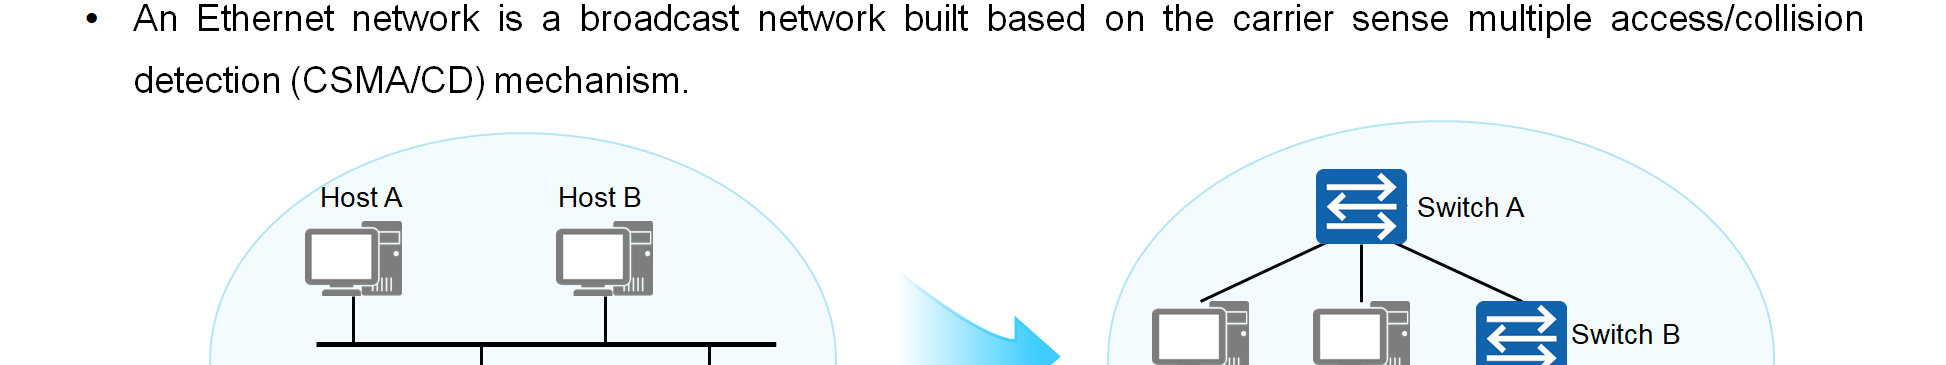 • An Ethernet network is a broadcast network built based on the carrier sense multiple access/collision
detection (CSMA/CD) mechanism.
Host A
Host B
Switch A
Switch B